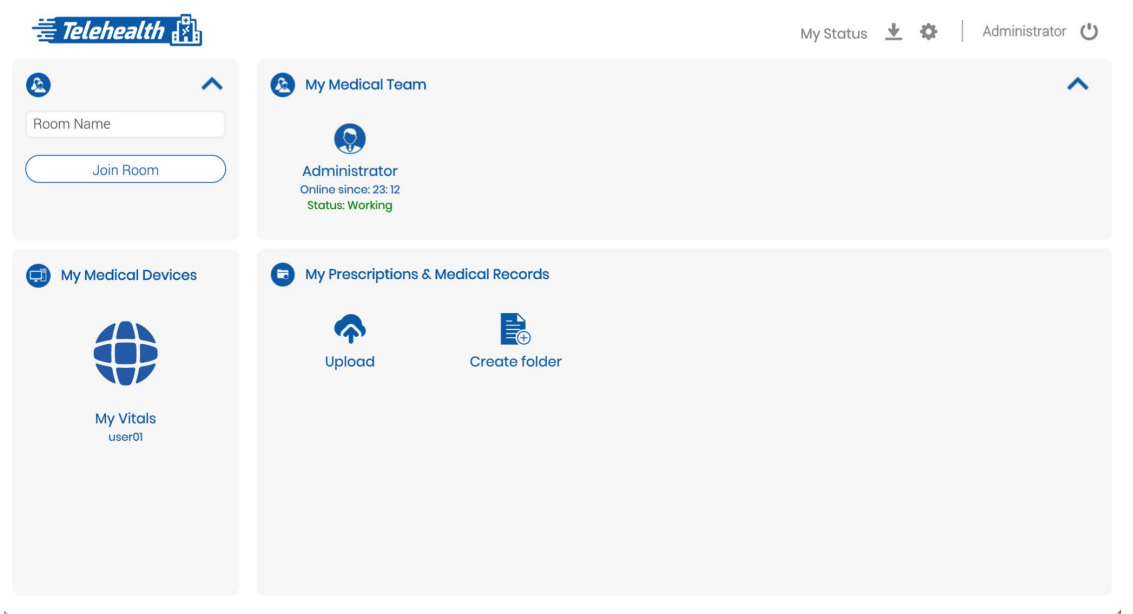 Telehealth
My Status
Administrator
Room Name
Join Room
My Medical Team
Administrator
Online since: 23:12
Status: Working
My Medical Devices
My Vitals
user01
My Prescriptions & Medical Records
Upload
Create folder